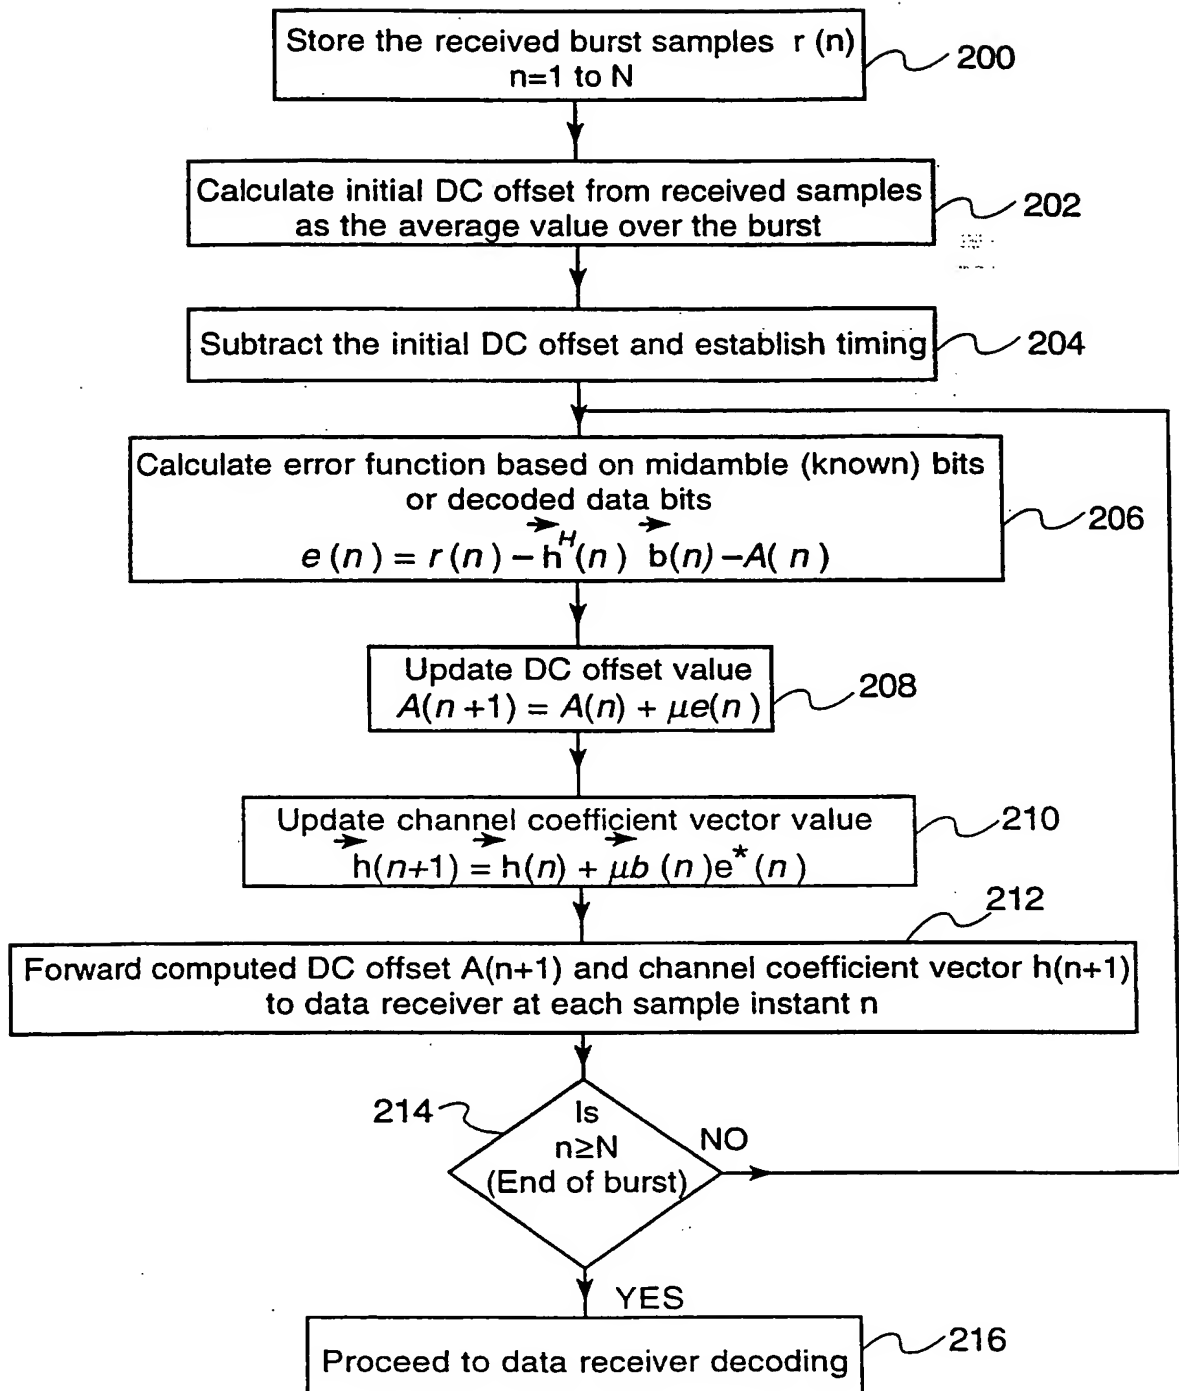 Store the received burst samples r (n)
n=1 to N
200
Calculate initial DC offset from received samples
as the average value over the burst
202
Subtract the initial DC offset and establish timing
204
Calculate error function based on midamble (known) bits
or decoded data bits
e (n) = r (n) – h⃗ᴴ(n) b⃗(n) – A( n)
206
Update DC offset value
A(n +1) = A(n) + μe(n)
208
Update channel coefficient vector value
h⃗(n+1) = h⃗(n) + μb⃗ (n)e* (n)
210
212
Forward computed DC offset A(n+1) and channel coefficient vector h(n+1)
to data receiver at each sample instant n
214
Is
n≥N
(End of burst)
NO
YES
Proceed to data receiver decoding
216